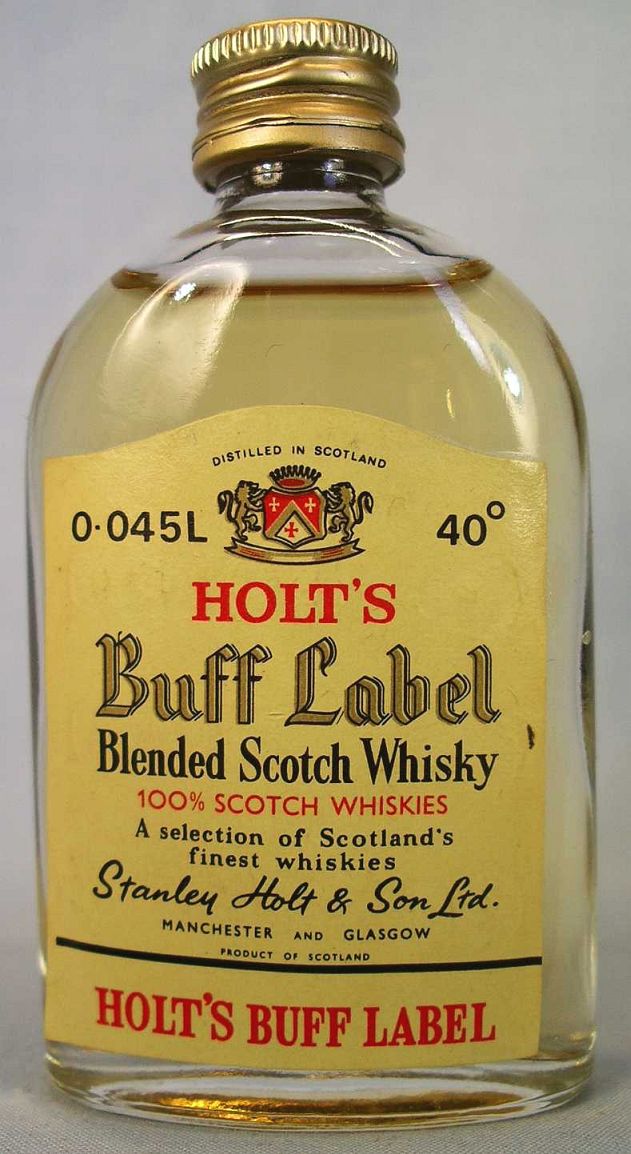 DISTILLED IN SCOTLAND
0·045L 40°
HOLT'S
Buff Label
Blended Scotch Whisky
100% SCOTCH WHISKIES
A selection of Scotland's
finest whiskies
Stanley Holt & Son Ltd.
MANCHESTER AND GLASGOW
PRODUCT OF SCOTLAND
HOLT'S BUFF LABEL